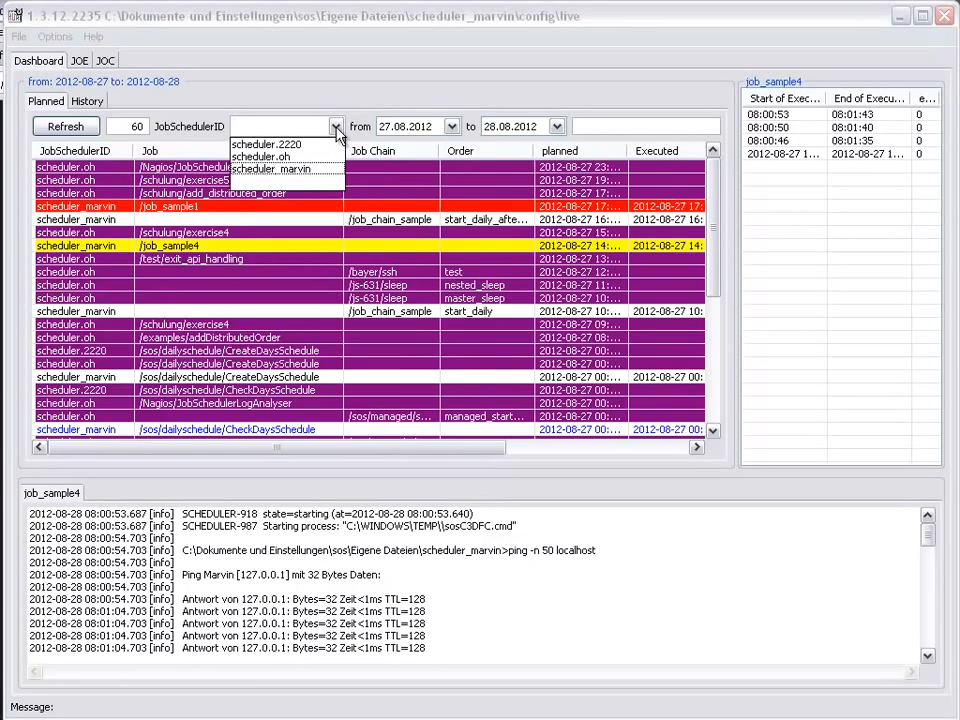 1.3.12.2235 C:\Dokumente und Einstellungen\sos\Eigene Dateien\scheduler_marvin\config\live
File Options Help
Dashboard JOE JOC
from: 2012-08-27 to: 2012-08-28
Planned History
Refresh 60 JobSchedulerID from 27.08.2012 to 28.08.2012
scheduler.2220
scheduler.oh
scheduler_marvin
JobSchedulerID Job Job Chain Order planned Executed
scheduler.oh /Nagios/JobSchedul 2012-08-27 23:...
scheduler.oh /schulung/exercise5 2012-08-27 19:...
scheduler.oh /schulung/add_distributed_order 2012-08-27 17:...
scheduler_marvin /job_sample1 2012-08-27 17:... 2012-08-27 17:
scheduler_marvin /job_chain_sample start_daily_afte... 2012-08-27 16:... 2012-08-27 16:
scheduler.oh /schulung/exercise4 2012-08-27 15:...
scheduler_marvin /job_sample4 2012-08-27 14:... 2012-08-27 14:
scheduler.oh /test/exit_api_handling 2012-08-27 13:...
scheduler.oh /bayer/ssh test 2012-08-27 12:...
scheduler.oh /js-631/sleep nested_sleep 2012-08-27 11:...
scheduler.oh /js-631/sleep master_sleep 2012-08-27 10:...
scheduler_marvin /job_chain_sample start_daily 2012-08-27 10:... 2012-08-27 10:
scheduler.oh /schulung/exercise4 2012-08-27 09:...
scheduler.oh /examples/addDistributedOrder 2012-08-27 08:...
scheduler.2220 /sos/dailyschedule/CreateDaysSchedule 2012-08-27 00:...
scheduler.oh /sos/dailyschedule/CreateDaysSchedule 2012-08-27 00:...
scheduler_marvin /sos/dailyschedule/CreateDaysSchedule 2012-08-27 00:... 2012-08-27 00:
scheduler.2220 /sos/dailyschedule/CheckDaysSchedule 2012-08-27 00:...
scheduler.oh /Nagios/JobSchedulerLogAnalyser 2012-08-27 00:...
scheduler.oh /sos/managed/s... managed_start... 2012-08-27 00:...
scheduler_marvin /sos/dailyschedule/CheckDaysSchedule 2012-08-27 00:... 2012-08-27 00:
job_sample4
Start of Exec... End of Execu... e...
08:00:53 08:01:43 0
08:00:50 08:01:40 0
08:00:46 08:01:35 0
2012-08-27 1... 2012-08-27 1... 0
job_sample4
2012-08-28 08:00:53.687 [info] SCHEDULER-918 state=starting (at=2012-08-28 08:00:53.640)
2012-08-28 08:00:53.687 [info] SCHEDULER-987 Starting process: "C:\WINDOWS\TEMP\\sosC3DFC.cmd"
2012-08-28 08:00:54.703 [info]
2012-08-28 08:00:54.703 [info] C:\Dokumente und Einstellungen\sos\Eigene Dateien\scheduler_marvin>ping -n 50 localhost
2012-08-28 08:00:54.703 [info]
2012-08-28 08:00:54.703 [info] Ping Marvin [127.0.0.1] mit 32 Bytes Daten:
2012-08-28 08:00:54.703 [info]
2012-08-28 08:00:54.703 [info] Antwort von 127.0.0.1: Bytes=32 Zeit<1ms TTL=128
2012-08-28 08:01:04.703 [info] Antwort von 127.0.0.1: Bytes=32 Zeit<1ms TTL=128
2012-08-28 08:01:04.703 [info] Antwort von 127.0.0.1: Bytes=32 Zeit<1ms TTL=128
2012-08-28 08:01:04.703 [info] Antwort von 127.0.0.1: Bytes=32 Zeit<1ms TTL=128
2012-08-28 08:01:04.703 [info] Antwort von 127.0.0.1: Bytes=32 Zeit<1ms TTL=128
Message: